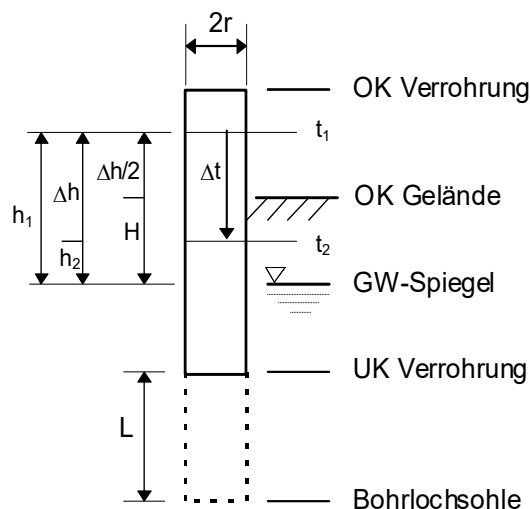 2r
OK Verrohrung
t₁
Δh/2
Δt
Δh
OK Gelände
h₁
H
t₂
h₂
GW-Spiegel
UK Verrohrung
L
Bohrlochsohle